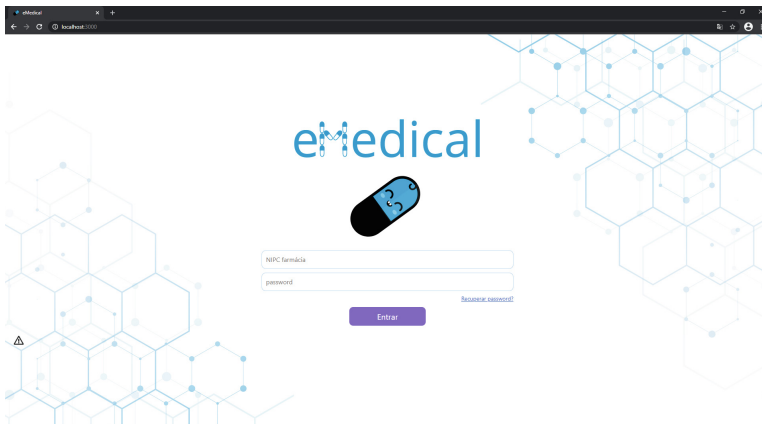 eMedical
localhost:3000
eMedical
NIPC farmácia
password
Recuperar password?
Entrar